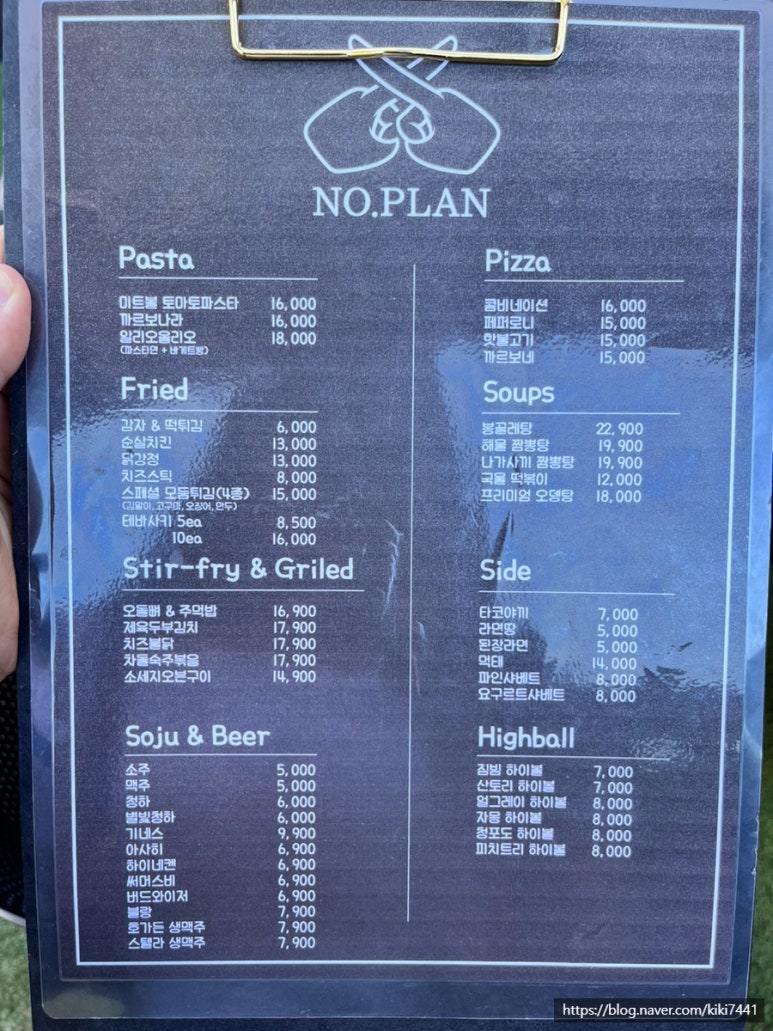 NO.PLAN
Pasta
미트볼 토마토파스타 16,000
까르보나라 16,000
알리오올리오 18,000
(파스타면 + 바게트빵)
Fried
감자 & 떡튀김 6,000
순살치킨 13,000
닭강정 13,000
치즈스틱 8,000
스페셜 모듬튀김(4종) 15,000
(김말이, 고구마, 오징어, 만두)
테바사키 5ea 8,500
10ea 16,000
Stir-fry & Griled
오돌뼈 & 주먹밥 16,900
제육두부김치 17,900
치즈불닭 17,900
차돌숙주볶음 17,900
소세지오븐구이 14,900
Soju & Beer
소주 5,000
맥주 5,000
청하 6,000
별빛청하 6,000
기네스 9,900
아사히 6,900
하이네켄 6,900
써머스비 6,900
버드와이저 6,900
블랑 7,900
호가든 생맥주 7,900
스텔라 생맥주 7,900
Pizza
콤비네이션 16,000
페퍼로니 15,000
핫불고기 15,000
까르보네 15,000
Soups
봉골레탕 22,900
해물 짬뽕탕 19,900
나가사끼 짬뽕탕 19,900
국물 떡볶이 12,000
프리미엄 오뎅탕 18,000
Side
타코야끼 7,000
라면땅 5,000
된장라면 5,000
먹태 14,000
파인샤베트 8,000
요구르트샤베트 8,000
Highball
짐빔 하이볼 7,000
산토리 하이볼 7,000
얼그레이 하이볼 8,000
자몽 하이볼 8,000
청포도 하이볼 8,000
피치트리 하이볼 8,000
https://blog.naver.com/kiki7441